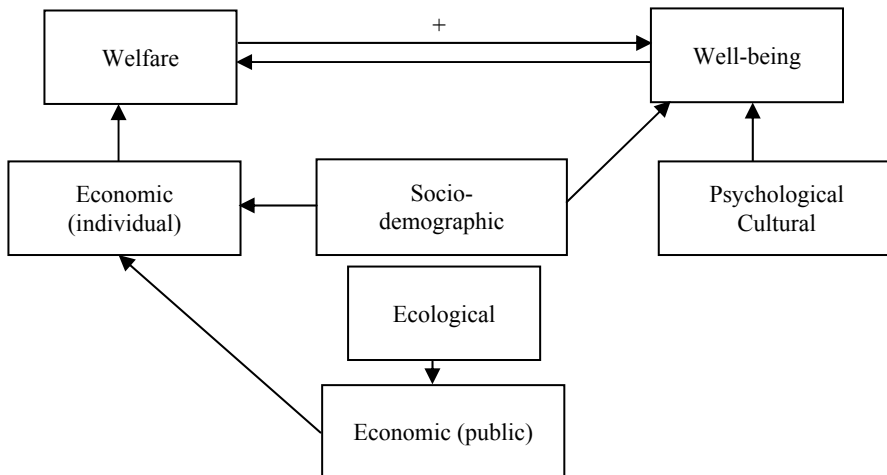 +
Welfare
Well-being
Economic
(individual)
Socio-
demographic
Psychological
Cultural
Ecological
Economic (public)